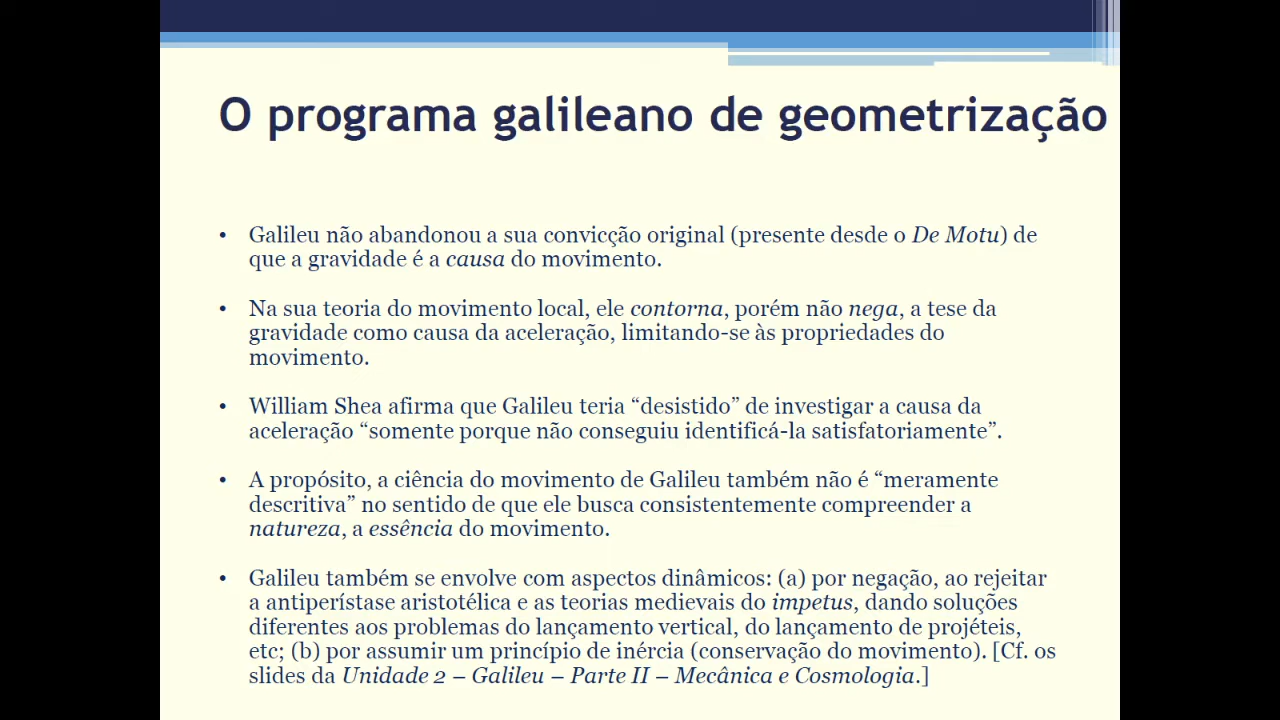 O programa galileano de geometrização
• Galileu não abandonou a sua convicção original (presente desde o De Motu) de
que a gravidade é a causa do movimento.
• Na sua teoria do movimento local, ele contorna, porém não nega, a tese da
gravidade como causa da aceleração, limitando-se às propriedades do
movimento.
• William Shea afirma que Galileu teria “desistido” de investigar a causa da
aceleração “somente porque não conseguiu identificá-la satisfatoriamente”.
• A propósito, a ciência do movimento de Galileu também não é “meramente
descritiva” no sentido de que ele busca consistentemente compreender a
natureza, a essência do movimento.
• Galileu também se envolve com aspectos dinâmicos: (a) por negação, ao rejeitar
a antiperístase aristotélica e as teorias medievais do impetus, dando soluções
diferentes aos problemas do lançamento vertical, do lançamento de projéteis,
etc; (b) por assumir um princípio de inércia (conservação do movimento). [Cf. os
slides da Unidade 2 – Galileu – Parte II – Mecânica e Cosmologia.]